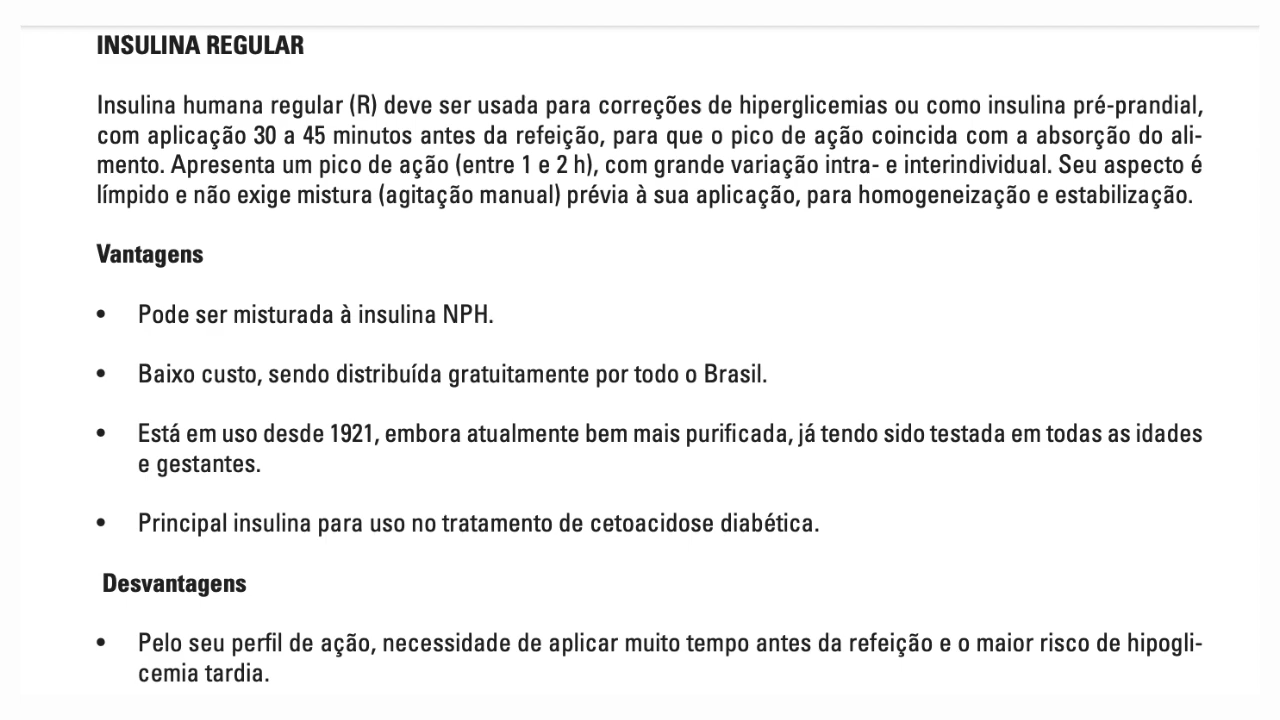 INSULINA REGULAR
Insulina humana regular (R) deve ser usada para correções de hiperglicemias ou como insulina pré-prandial,
com aplicação 30 a 45 minutos antes da refeição, para que o pico de ação coincida com a absorção do ali-
mento. Apresenta um pico de ação (entre 1 e 2 h), com grande variação intra- e interindividual. Seu aspecto é
límpido e não exige mistura (agitação manual) prévia à sua aplicação, para homogeneização e estabilização.
Vantagens
• Pode ser misturada à insulina NPH.
• Baixo custo, sendo distribuída gratuitamente por todo o Brasil.
• Está em uso desde 1921, embora atualmente bem mais purificada, já tendo sido testada em todas as idades
e gestantes.
• Principal insulina para uso no tratamento de cetoacidose diabética.
Desvantagens
• Pelo seu perfil de ação, necessidade de aplicar muito tempo antes da refeição e o maior risco de hipogli-
cemia tardia.